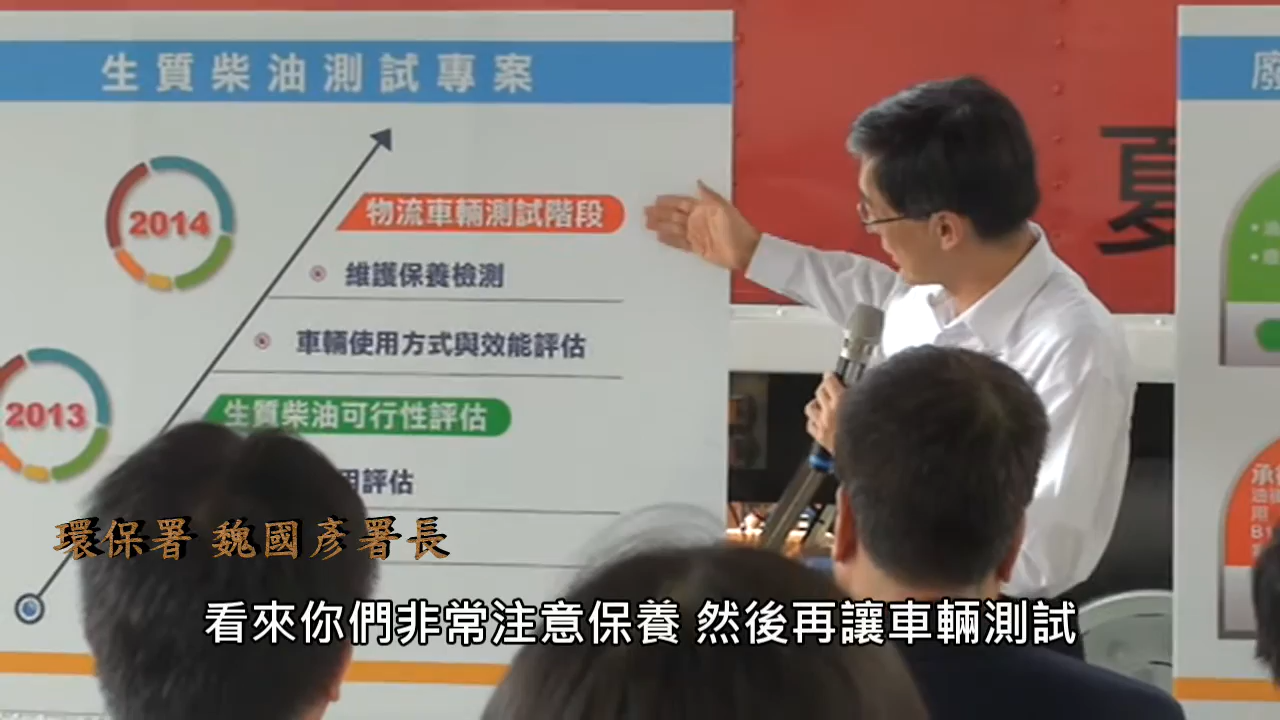 生質柴油測試專案
廢
夏
2014
物流車輛測試階段
維護保養檢測
車輛使用方式與效能評估
2013
生質柴油可行性評估
用評估
環保署 魏國彥署長
看來你們非常注意保養 然後再讓車輛測試